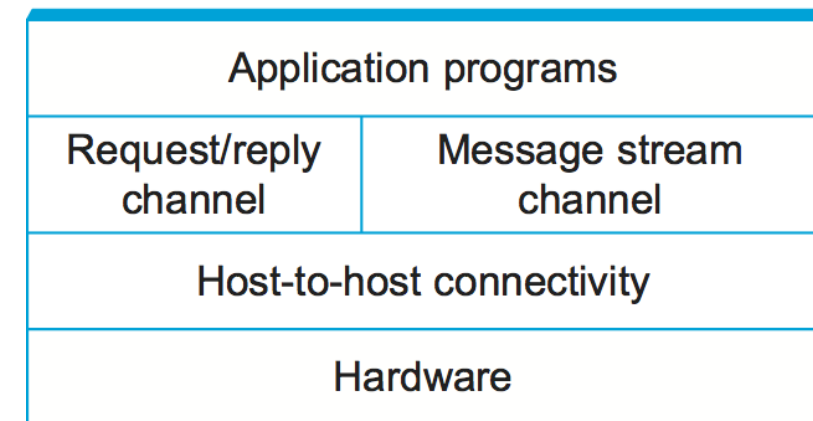 Application programs
Request/reply
channel
Message stream
channel
Host-to-host connectivity
Hardware